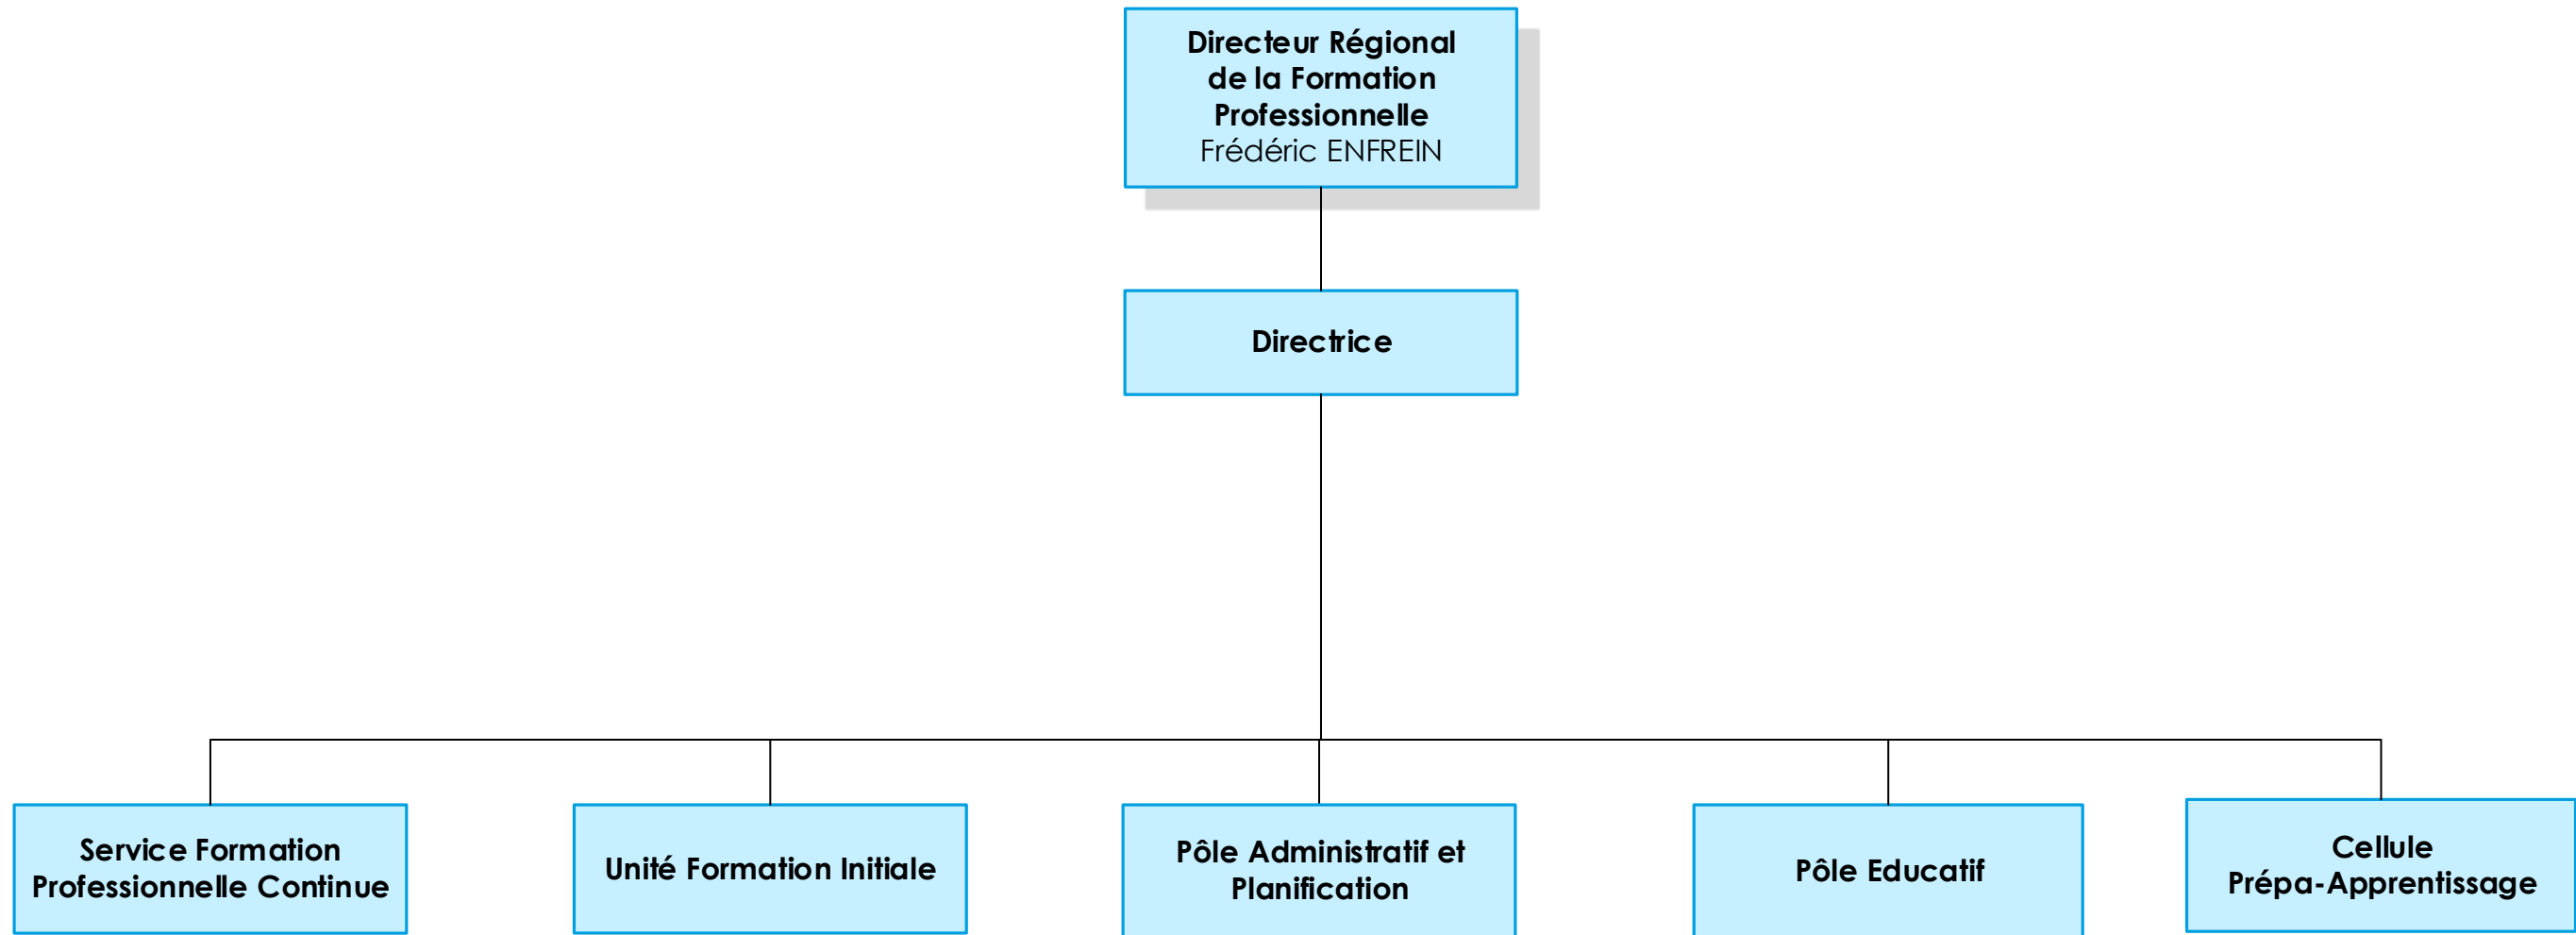 Directeur Régional
de la Formation
Professionnelle
Frédéric ENFREIN
Directrice
Service Formation
Professionnelle Continue
Unité Formation Initiale
Pôle Administratif et
Planification
Pôle Educatif
Cellule
Prépa-Apprentissage